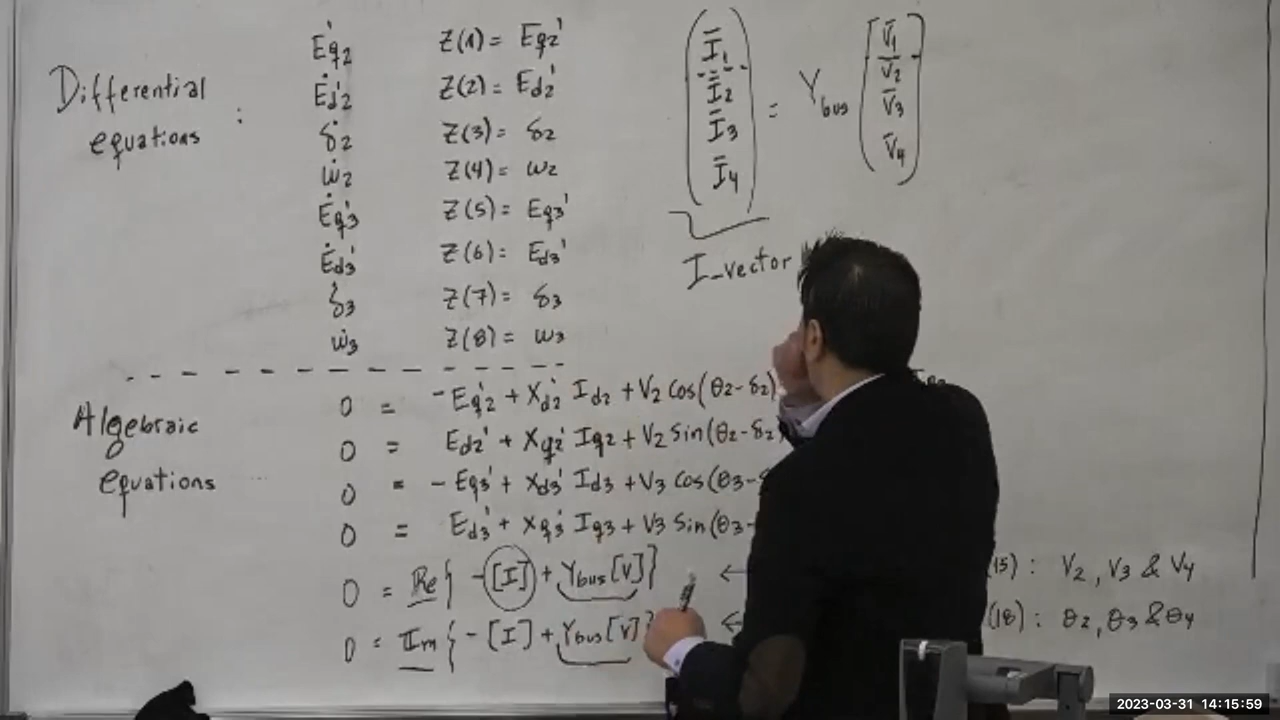 Differential equations :
Ėq2' Z(1) = Eq2'
Ėd2' Z(2) = Ed2'
δ̇2 Z(3) = δ2
ω̇2 Z(4) = ω2
Ėq3' Z(5) = Eq3'
Ėd3' Z(6) = Ed3'
δ̇3 Z(7) = δ3
ω̇3 Z(8) = ω3
[Ī1 Ī2 Ī3 Ī4] = Ybus [V̄1 V̄2 V̄3 V̄4]
I_vector
Algebraic equations
0 = -Eq2' + Xd2' Id2 + V2 Cos(θ2-δ2)
0 = Ed2' + Xq2' Iq2 + V2 Sin(θ2-δ2)
0 = - Eq3' + Xd3' Id3 + V3 Cos(θ3-
0 = Ed3' + Xq3' Iq3 + V3 Sin(θ3-
0 = Re{ -[I] + Ybus[V]} ← 15) : V2, V3 & V4
0 = Im{ -[I] + Ybus[V]} ← (18) : θ2, θ3 & θ4
2023-03-31 14:15:59